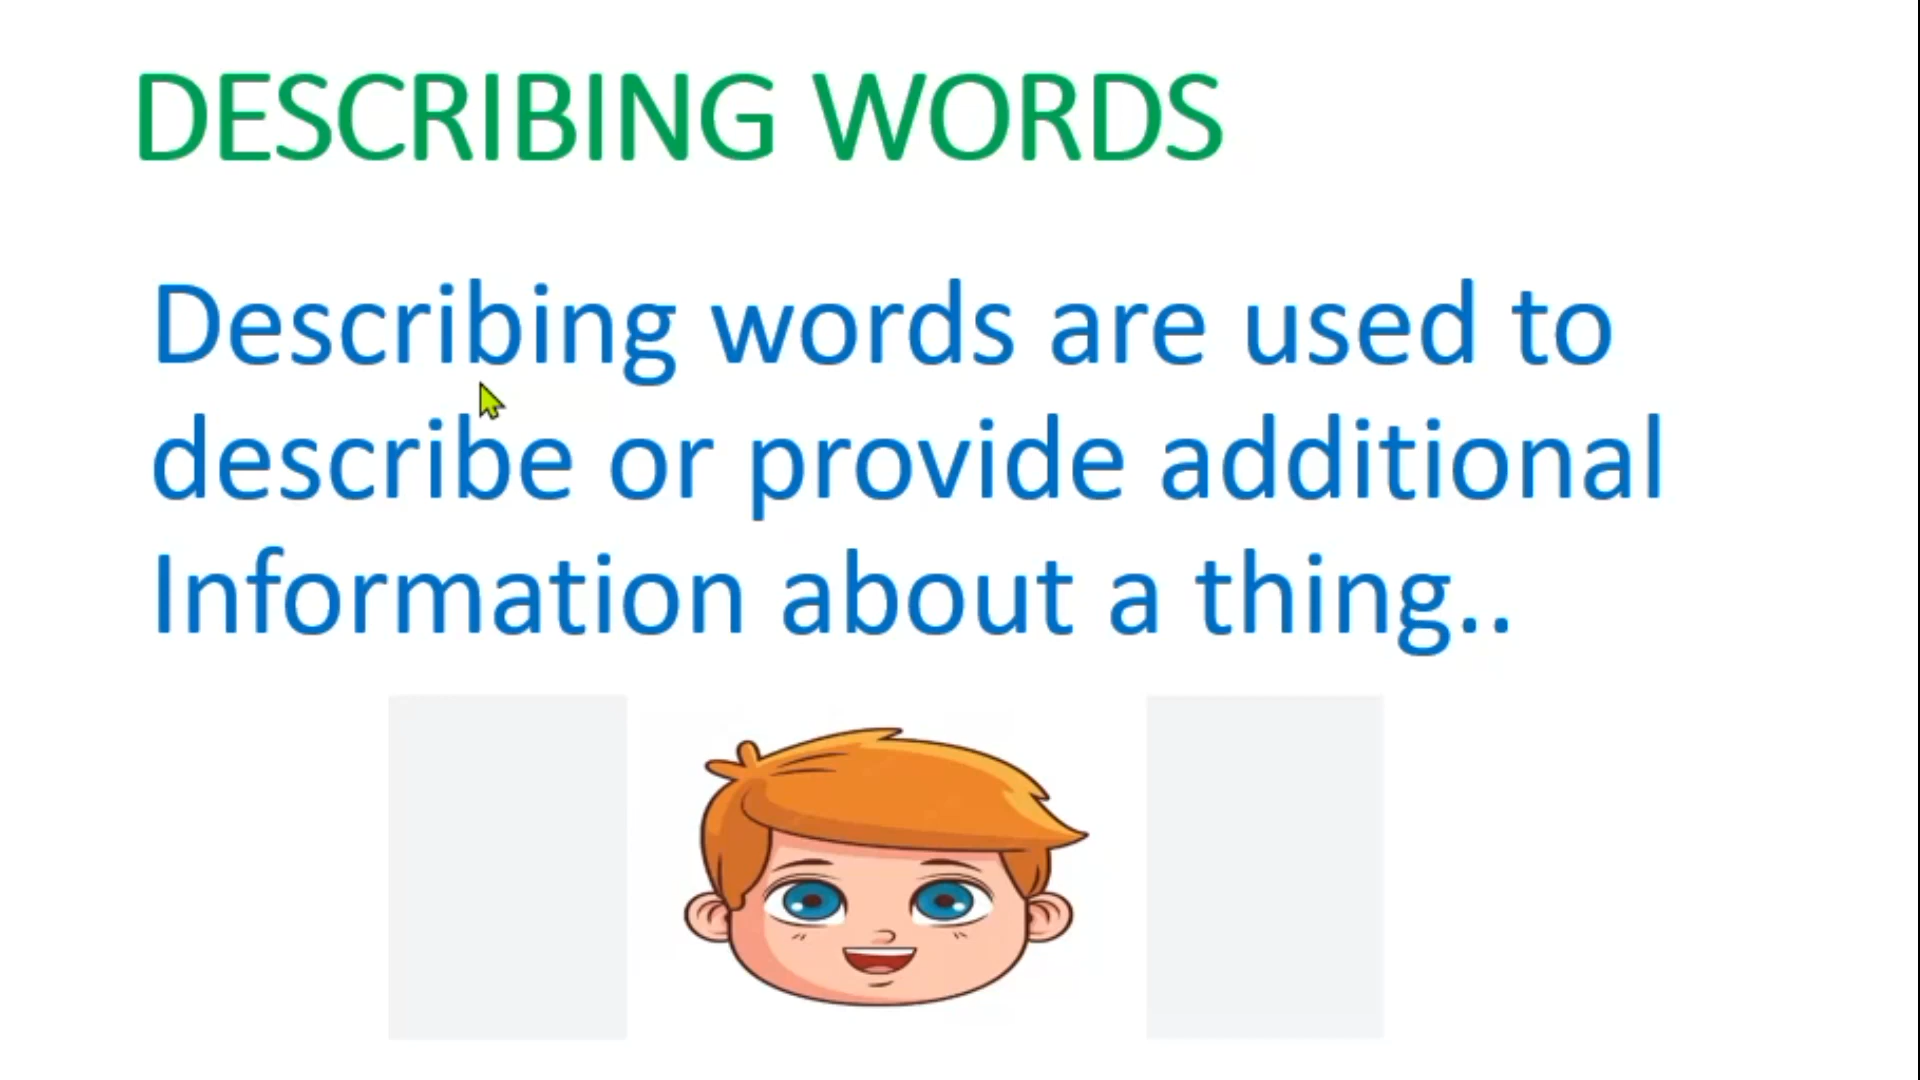 DESCRIBING WORDS
Describing words are used to
describe or provide additional
Information about a thing..